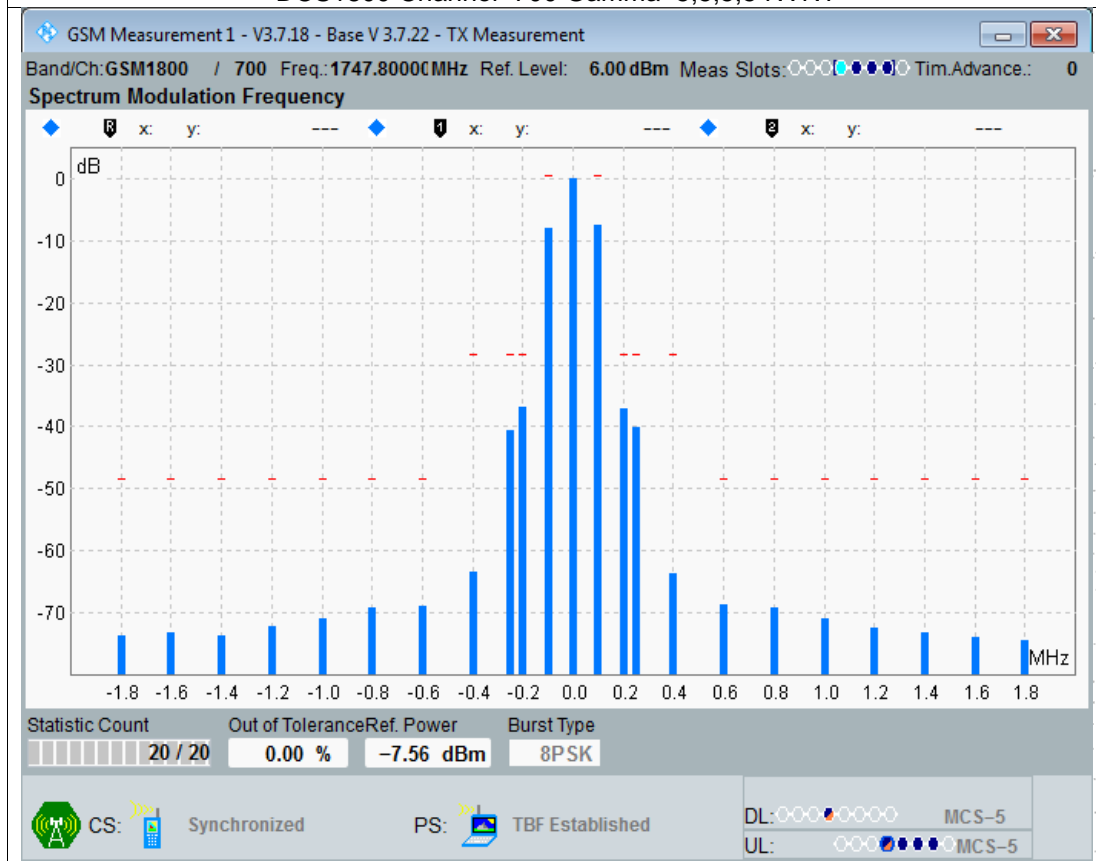 GSM Measurement 1 - V3.7.18 - Base V 3.7.22 - TX Measurement
Band/Ch:GSM1800 / 700 Freq.:1747.80000MHz Ref. Level: 6.00 dBm Meas Slots: Tim.Advance.: 0
Spectrum Modulation Frequency
R x: y: --- 1 x: y: --- 2 x: y: ---
dB
0
-10
-20
-30
-40
-50
-60
-70
MHz
-1.8 -1.6 -1.4 -1.2 -1.0 -0.8 -0.6 -0.4 -0.2 0.0 0.2 0.4 0.6 0.8 1.0 1.2 1.4 1.6 1.8
Statistic Count Out of Tolerance Ref. Power Burst Type
20 / 20 0.00 % -7.56 dBm 8PSK
CS: Synchronized PS: TBF Established
DL: MCS-5
UL: MCS-5